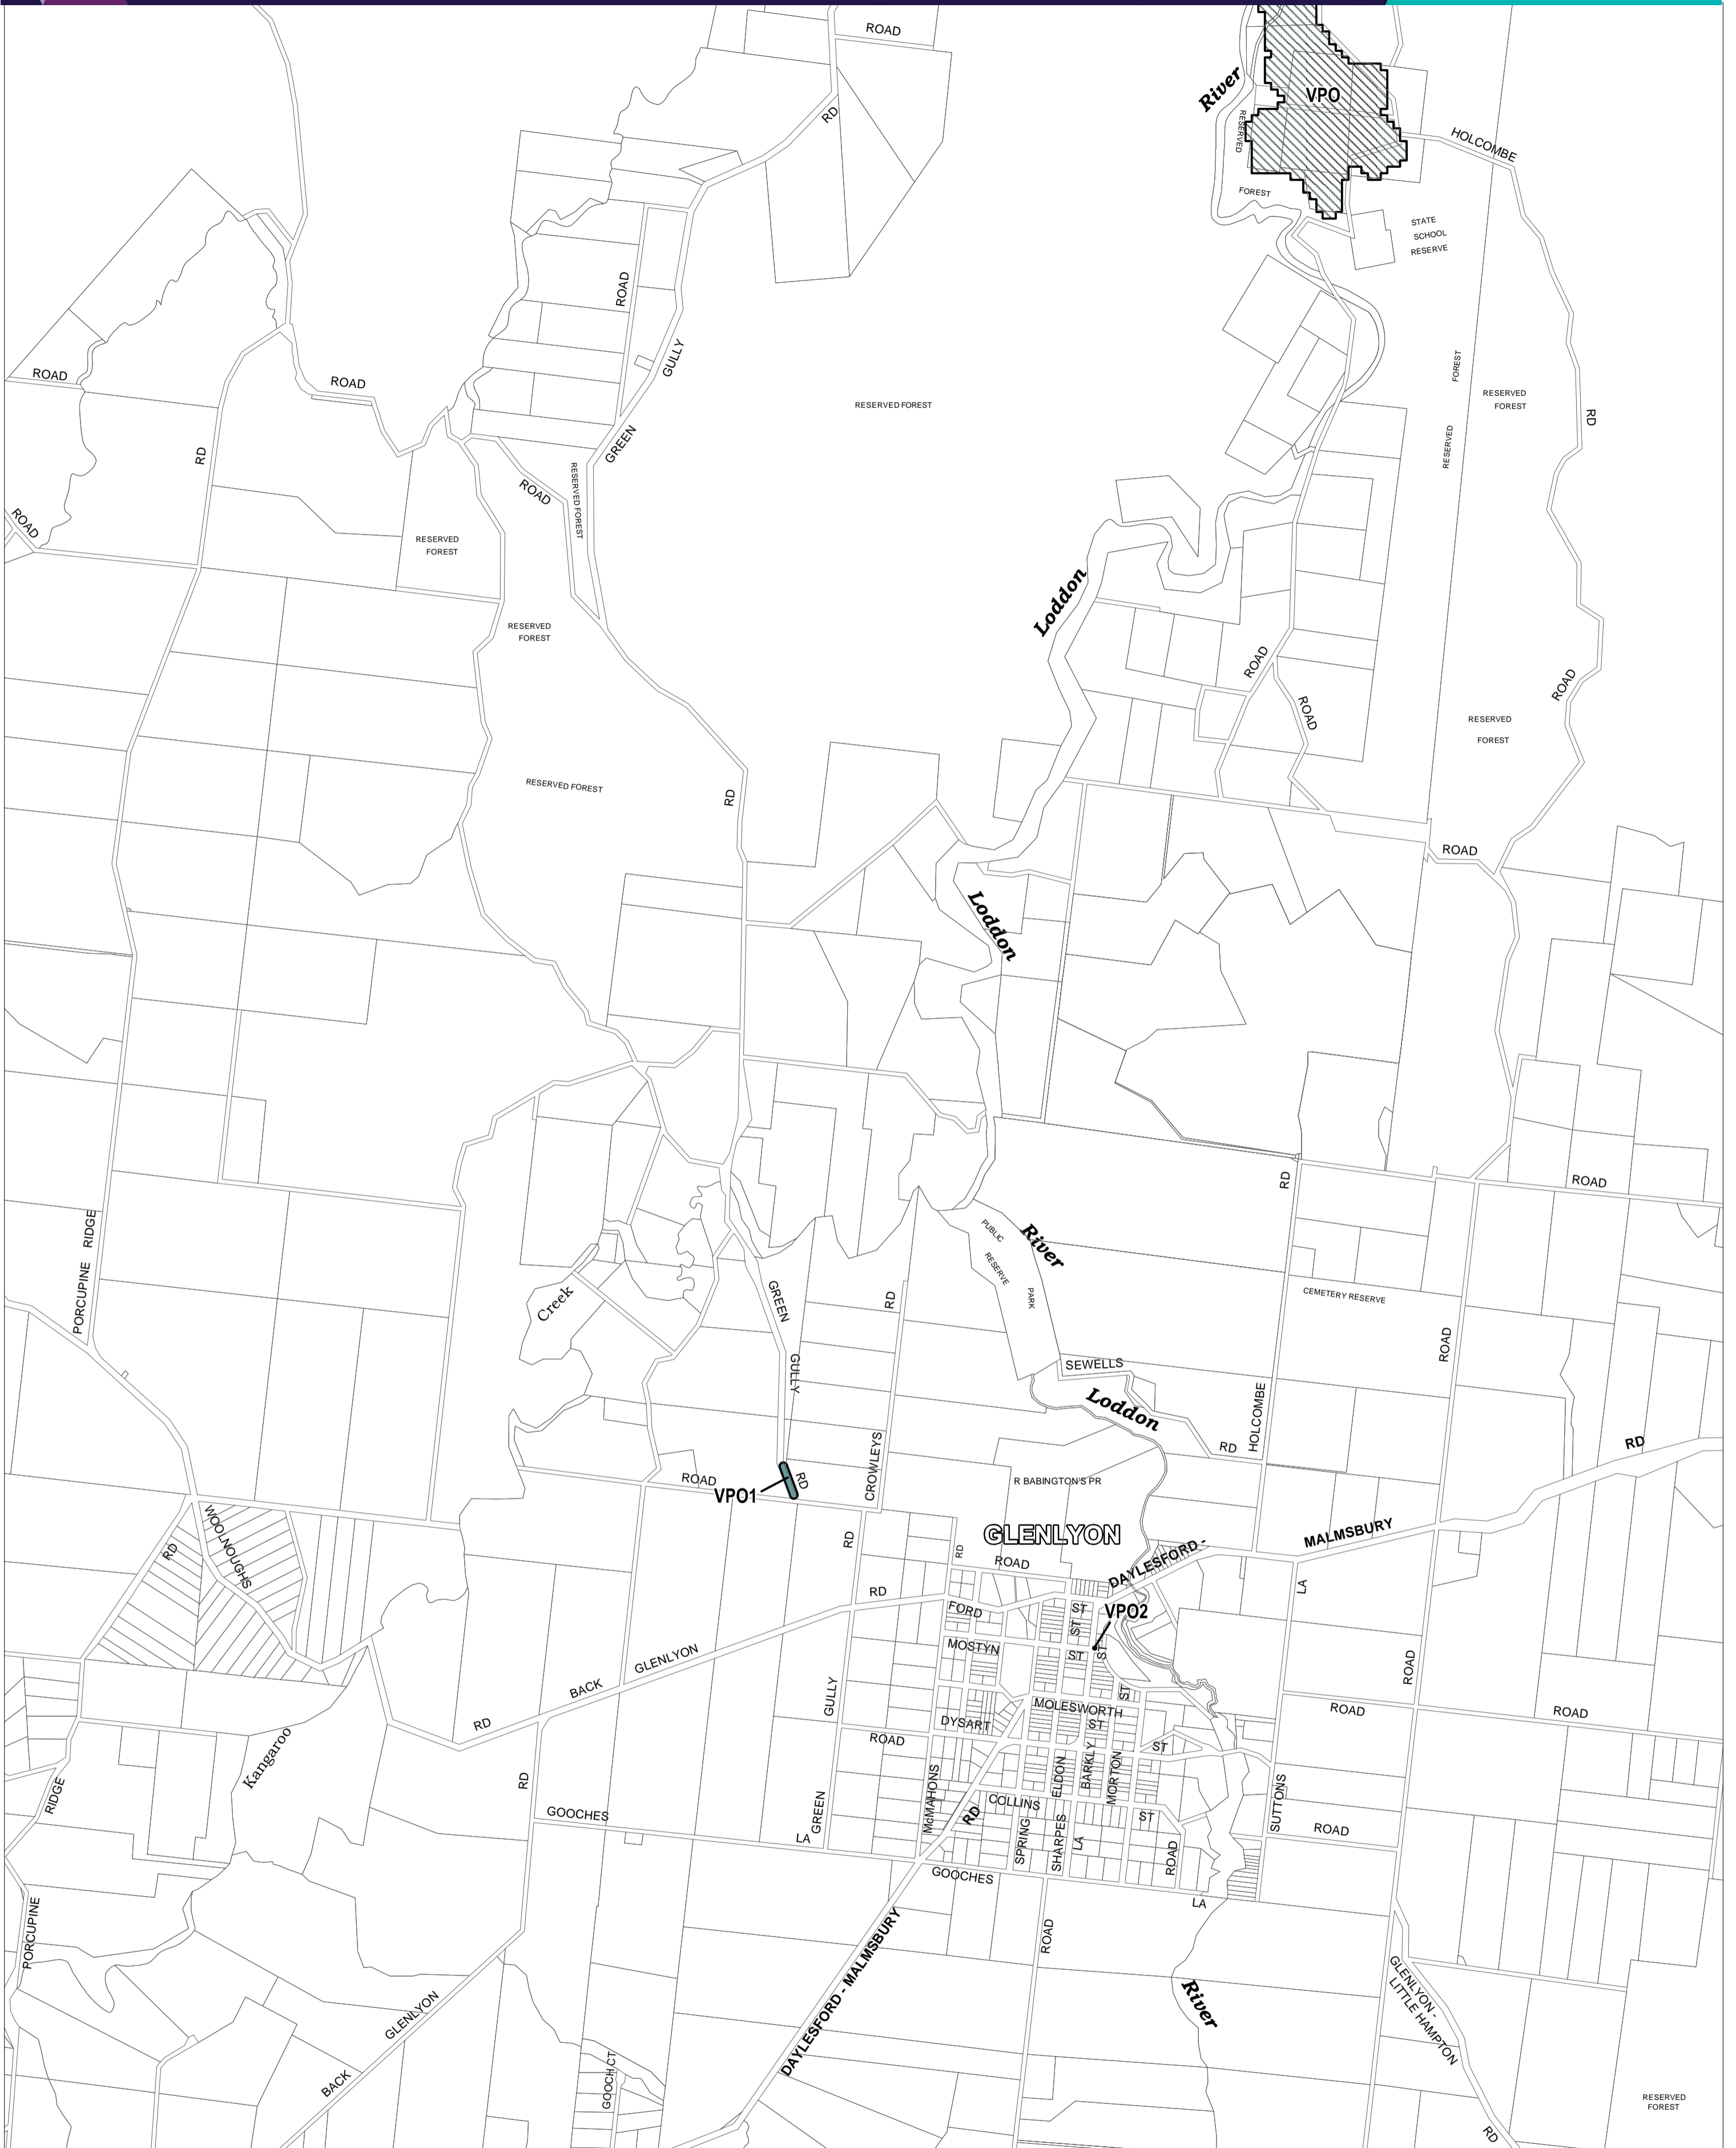 ROAD
River
VPO
RD
RESERVED
HOLCOMBE
FOREST
STATE
SCHOOL
RESERVE
ROAD
GULLY
FOREST
ROAD
ROAD
RESERVED FOREST
RESERVED
FOREST
RD
GREEN
RESERVED
RD
ROAD
RESERVED FOREST
ROAD
RESERVED
FOREST
Loddon
RESERVED
FOREST
ROAD
ROAD
ROAD
RESERVED
FOREST
RESERVED FOREST
RD
ROAD
Loddon
RD
ROAD
PORCUPINE RIDGE
PUBLIC
RESERVE
PARK
River
Creek
GREEN
RD
CEMETERY RESERVE
GULLY
ROAD
SEWELLS
Loddon
HOLCOMBE
RD
RD
CROWLEYS
ROAD
RD
VPO1
R BABINGTON'S PR
WOOLNOUGHS
RD
GLENLYON
MALMSBURY
RD
RD
ROAD
DAYLESFORD -
LA
RD
FORD
ST
ST
VPO2
MOSTYN
ST
ST
GLENLYON
BACK
RD
GULLY
ST
ROAD
MOLESWORTH
ST
DYSART
ROAD
ROAD
ROAD
Kangaroo
ST
RD
RIDGE
ELDON
BARKLY
MORTON
SUTTONS
McMAHONS
GREEN
GOOCHES
LA
RD
COLLINS
ST
ROAD
SPRING
SHARPES
LA
ROAD
GOOCHES
LA
PORCUPINE
ROAD
DAYLESFORD - MALMSBURY
River
GLENLYON -
LITTLE HAMPTON
GLENLYON
BACK
GOOCH CT
RESERVED
FOREST
RD